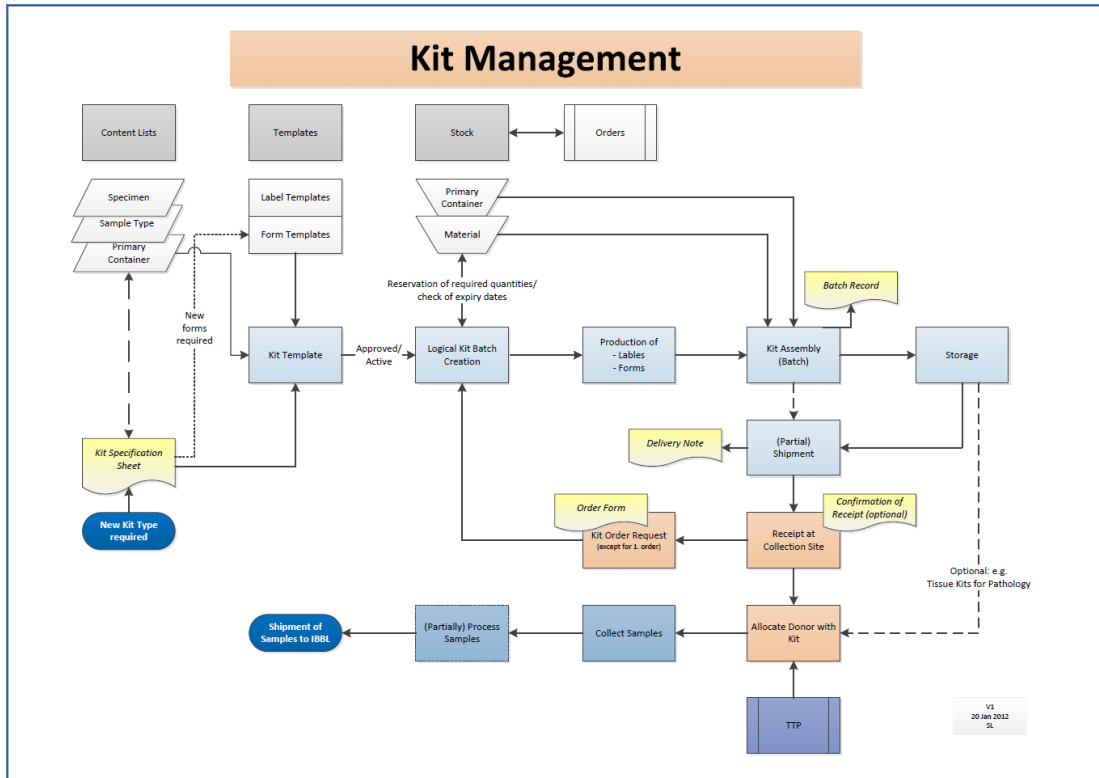 Kit Management
Content Lists
Templates
Stock
Orders
Specimen
Sample Type
Primary
Container
Label Templates
Form Templates
Primary
Container
Material
Reservation of required quantities/
check of expiry dates
Batch Record
New
forms
required
Kit Template
Approved/
Active
Logical Kit Batch
Creation
Production of
- Lables
- Forms
Kit Assembly
(Batch)
Storage
Kit Specification
Sheet
Delivery Note
(Partial)
Shipment
New Kit Type
required
Order Form
Kit Order Request
(except for 1. order)
Confirmation of
Receipt (optional)
Receipt at
Collection Site
Optional: e.g.
Tissue Kits for Pathology
Shipment of
Samples to IBBL
(Partially) Process
Samples
Collect Samples
Allocate Donor with
Kit
TTP
V1
20 Jan 2012
SL